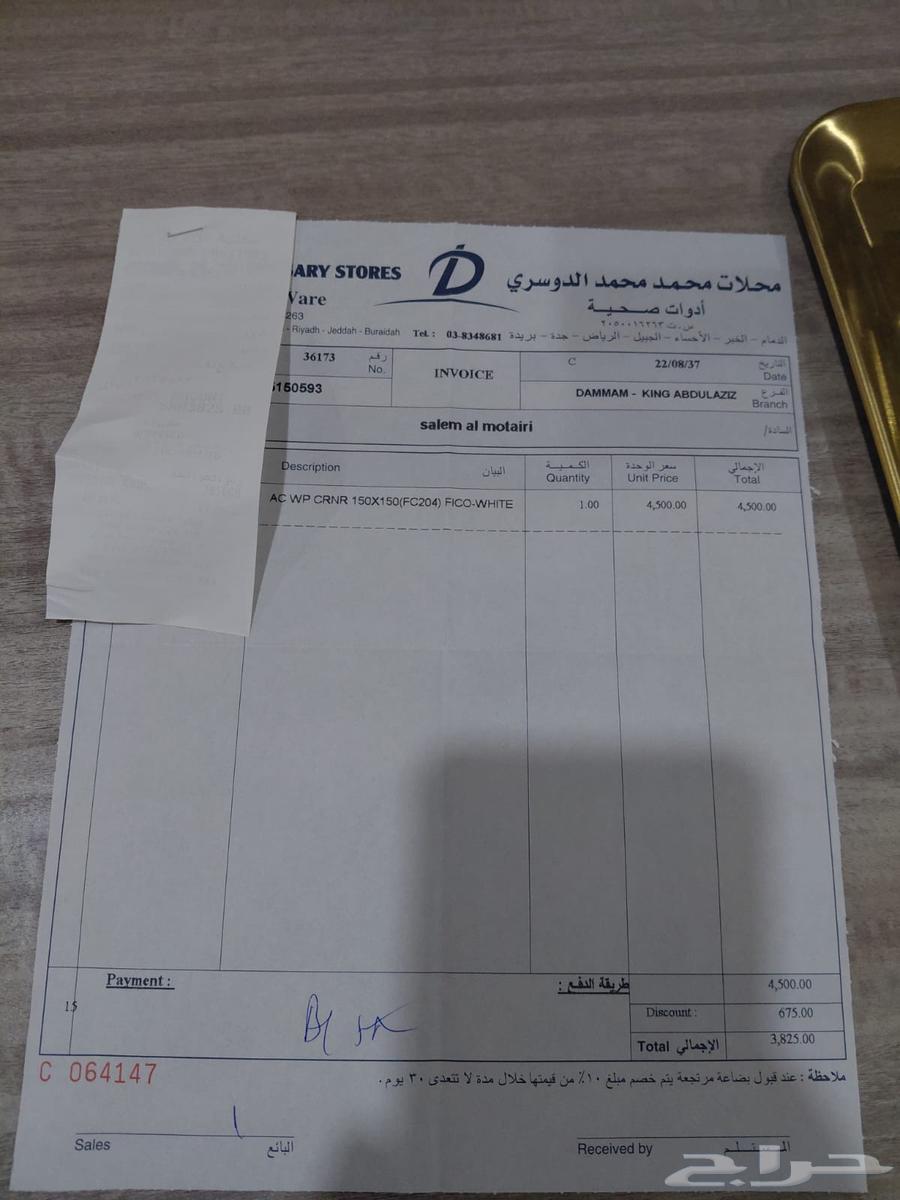 ARY STORES
محلات محمد محمد الدوسري
Ware
أدوات صحية
263
س.ت ٢٠٥٠٠١٦٢٦٣
- Riyadh - Jeddah - Buraidah Tel. : 03-8348681 الدمام - الخبر - الأحساء - الجبيل - الرياض - جدة - بريدة
36173 رقم No.
INVOICE
C 22/08/37 التاريخ Date
150593
DAMMAM - KING ABDULAZIZ الفرع Branch
salem al motairi السادة/
Description البيان الكمية Quantity سعر الوحدة Unit Price الإجمالي Total
AC WP CRNR 150X150(FC204) FICO-WHITE 1.00 4,500.00 4,500.00
Payment : طريقة الدفع : 4,500.00
15 Discount : 675.00
Total الإجمالي 3,825.00
C 064147
ملاحظة : عند قبول بضاعة مرتجعة يتم خصم مبلغ ١٠٪ من قيمتها خلال مدة لا تتعدى ٣٠ يوم .
Sales البائع Received by المستلم
حراج